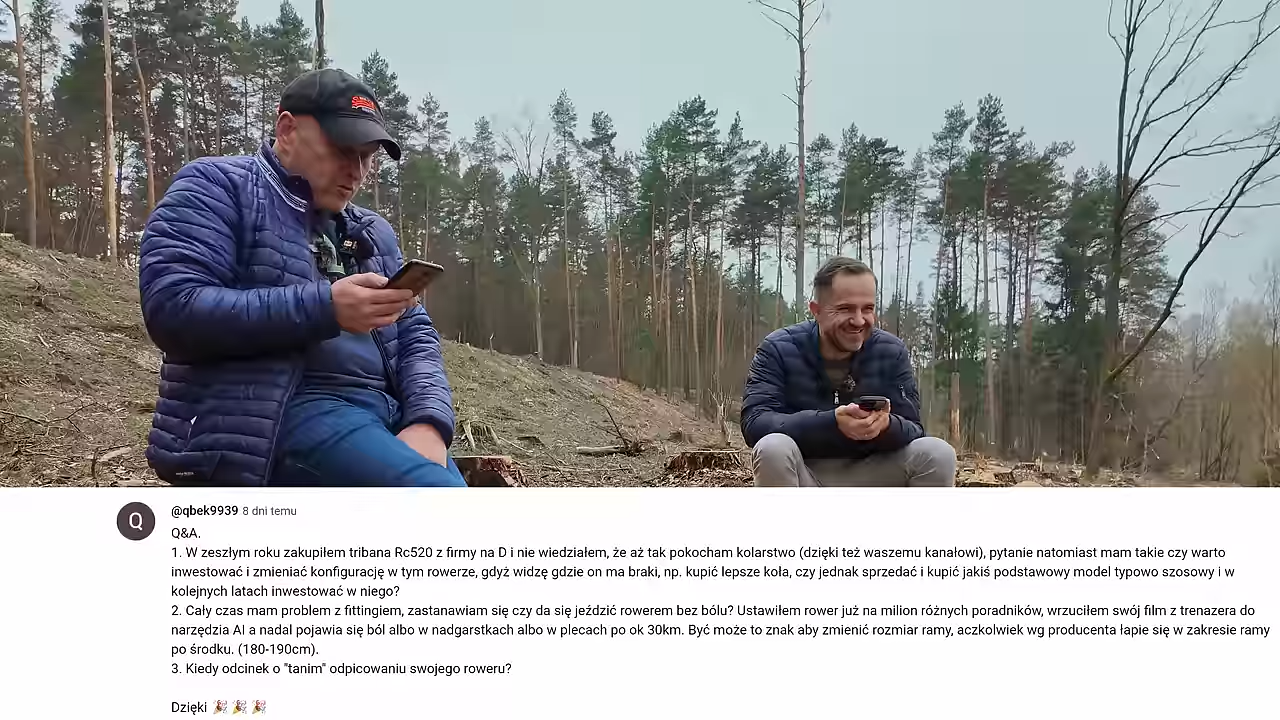 Q
@qbek9939 8 dni temu
Q&A.
1. W zeszłym roku zakupiłem tribana Rc520 z firmy na D i nie wiedziałem, że aż tak pokocham kolarstwo (dzięki też waszemu kanałowi), pytanie natomiast mam takie czy warto
inwestować i zmieniać konfigurację w tym rowerze, gdyż widzę gdzie on ma braki, np. kupić lepsze koła, czy jednak sprzedać i kupić jakiś podstawowy model typowo szosowy i w
kolejnych latach inwestować w niego?
2. Cały czas mam problem z fittingiem, zastanawiam się czy da się jeździć rowerem bez bólu? Ustawiłem rower już na milion różnych poradników, wrzuciłem swój film z trenazera do
narzędzia AI a nadal pojawia się ból albo w nadgarstkach albo w plecach po ok 30km. Być może to znak aby zmienić rozmiar ramy, aczkolwiek wg producenta łapie się w zakresie ramy
po środku. (180-190cm).
3. Kiedy odcinek o "tanim" odpicowaniu swojego roweru?
Dzięki 🎉 🎉 🎉